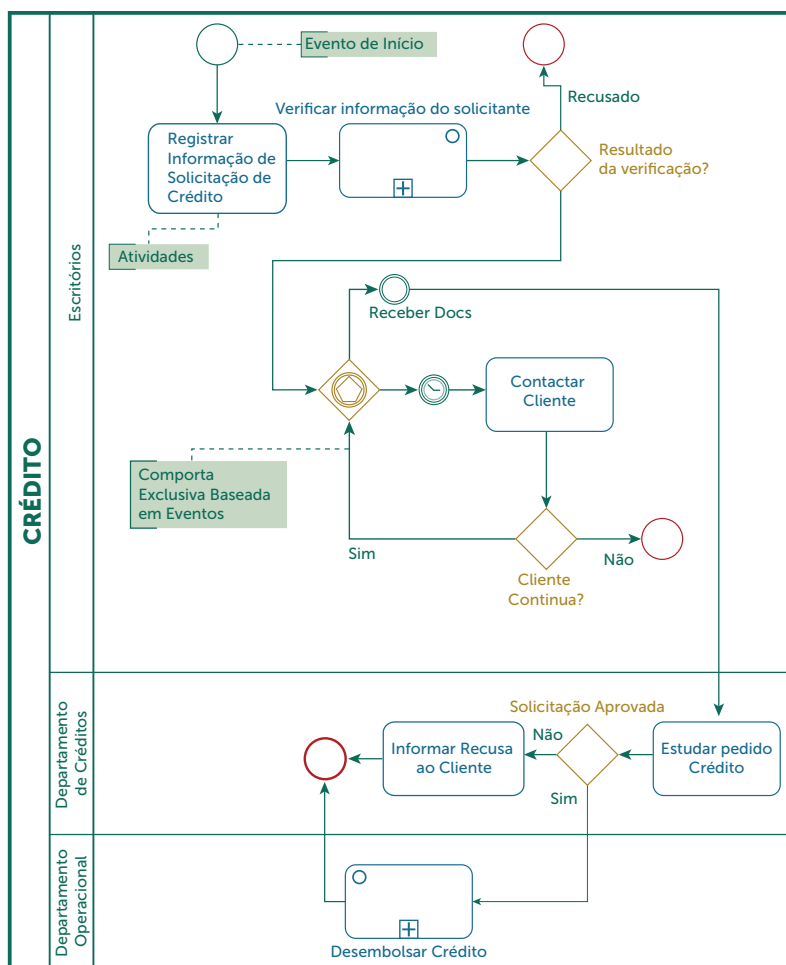 CRÉDITO
Escritórios
Evento de Início
Recusado
Verificar informação do solicitante
Registrar
Informação de
Solicitação de
Crédito
Resultado
da verificação?
Atividades
Receber Docs
Contactar
Cliente
Comporta
Exclusiva Baseada
em Eventos
Sim
Não
Cliente
Continua?
Departamento
de Créditos
Solicitação Aprovada
Não
Informar Recusa
ao Cliente
Estudar pedido
Crédito
Sim
Departamento
Operacional
Desembolsar Crédito